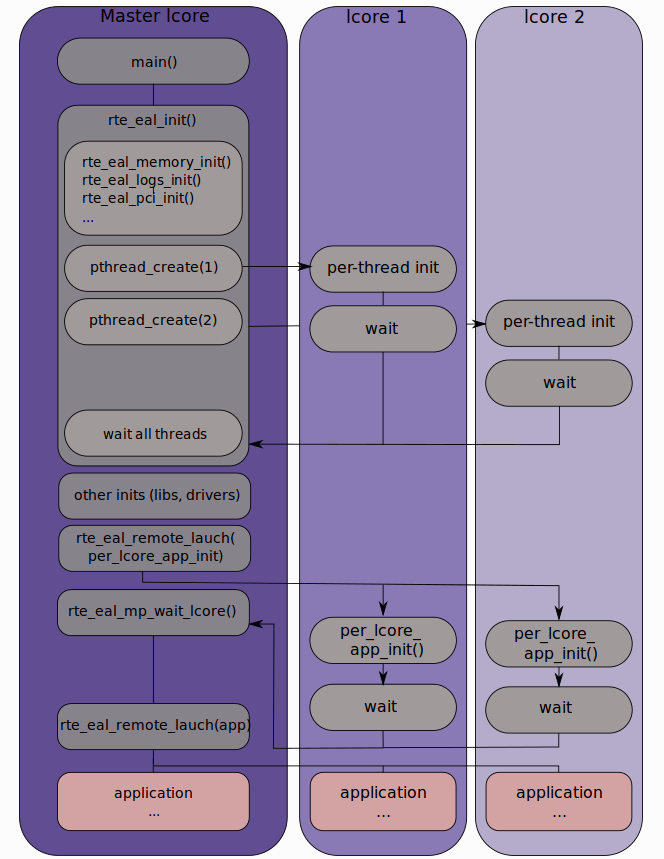 Master lcore
lcore 1
lcore 2
main()
rte_eal_init()
rte_eal_memory_init()
rte_eal_logs_init()
rte_eal_pci_init()
...
pthread_create(1)
per-thread init
pthread_create(2)
wait
per-thread init
wait
wait all threads
other inits (libs, drivers)
rte_eal_remote_lauch(
per_lcore_app_init)
rte_eal_mp_wait_lcore()
per_lcore_
app_init()
per_lcore_
app_init()
wait
wait
rte_eal_remote_lauch(app)
application
...
application
...
application
...